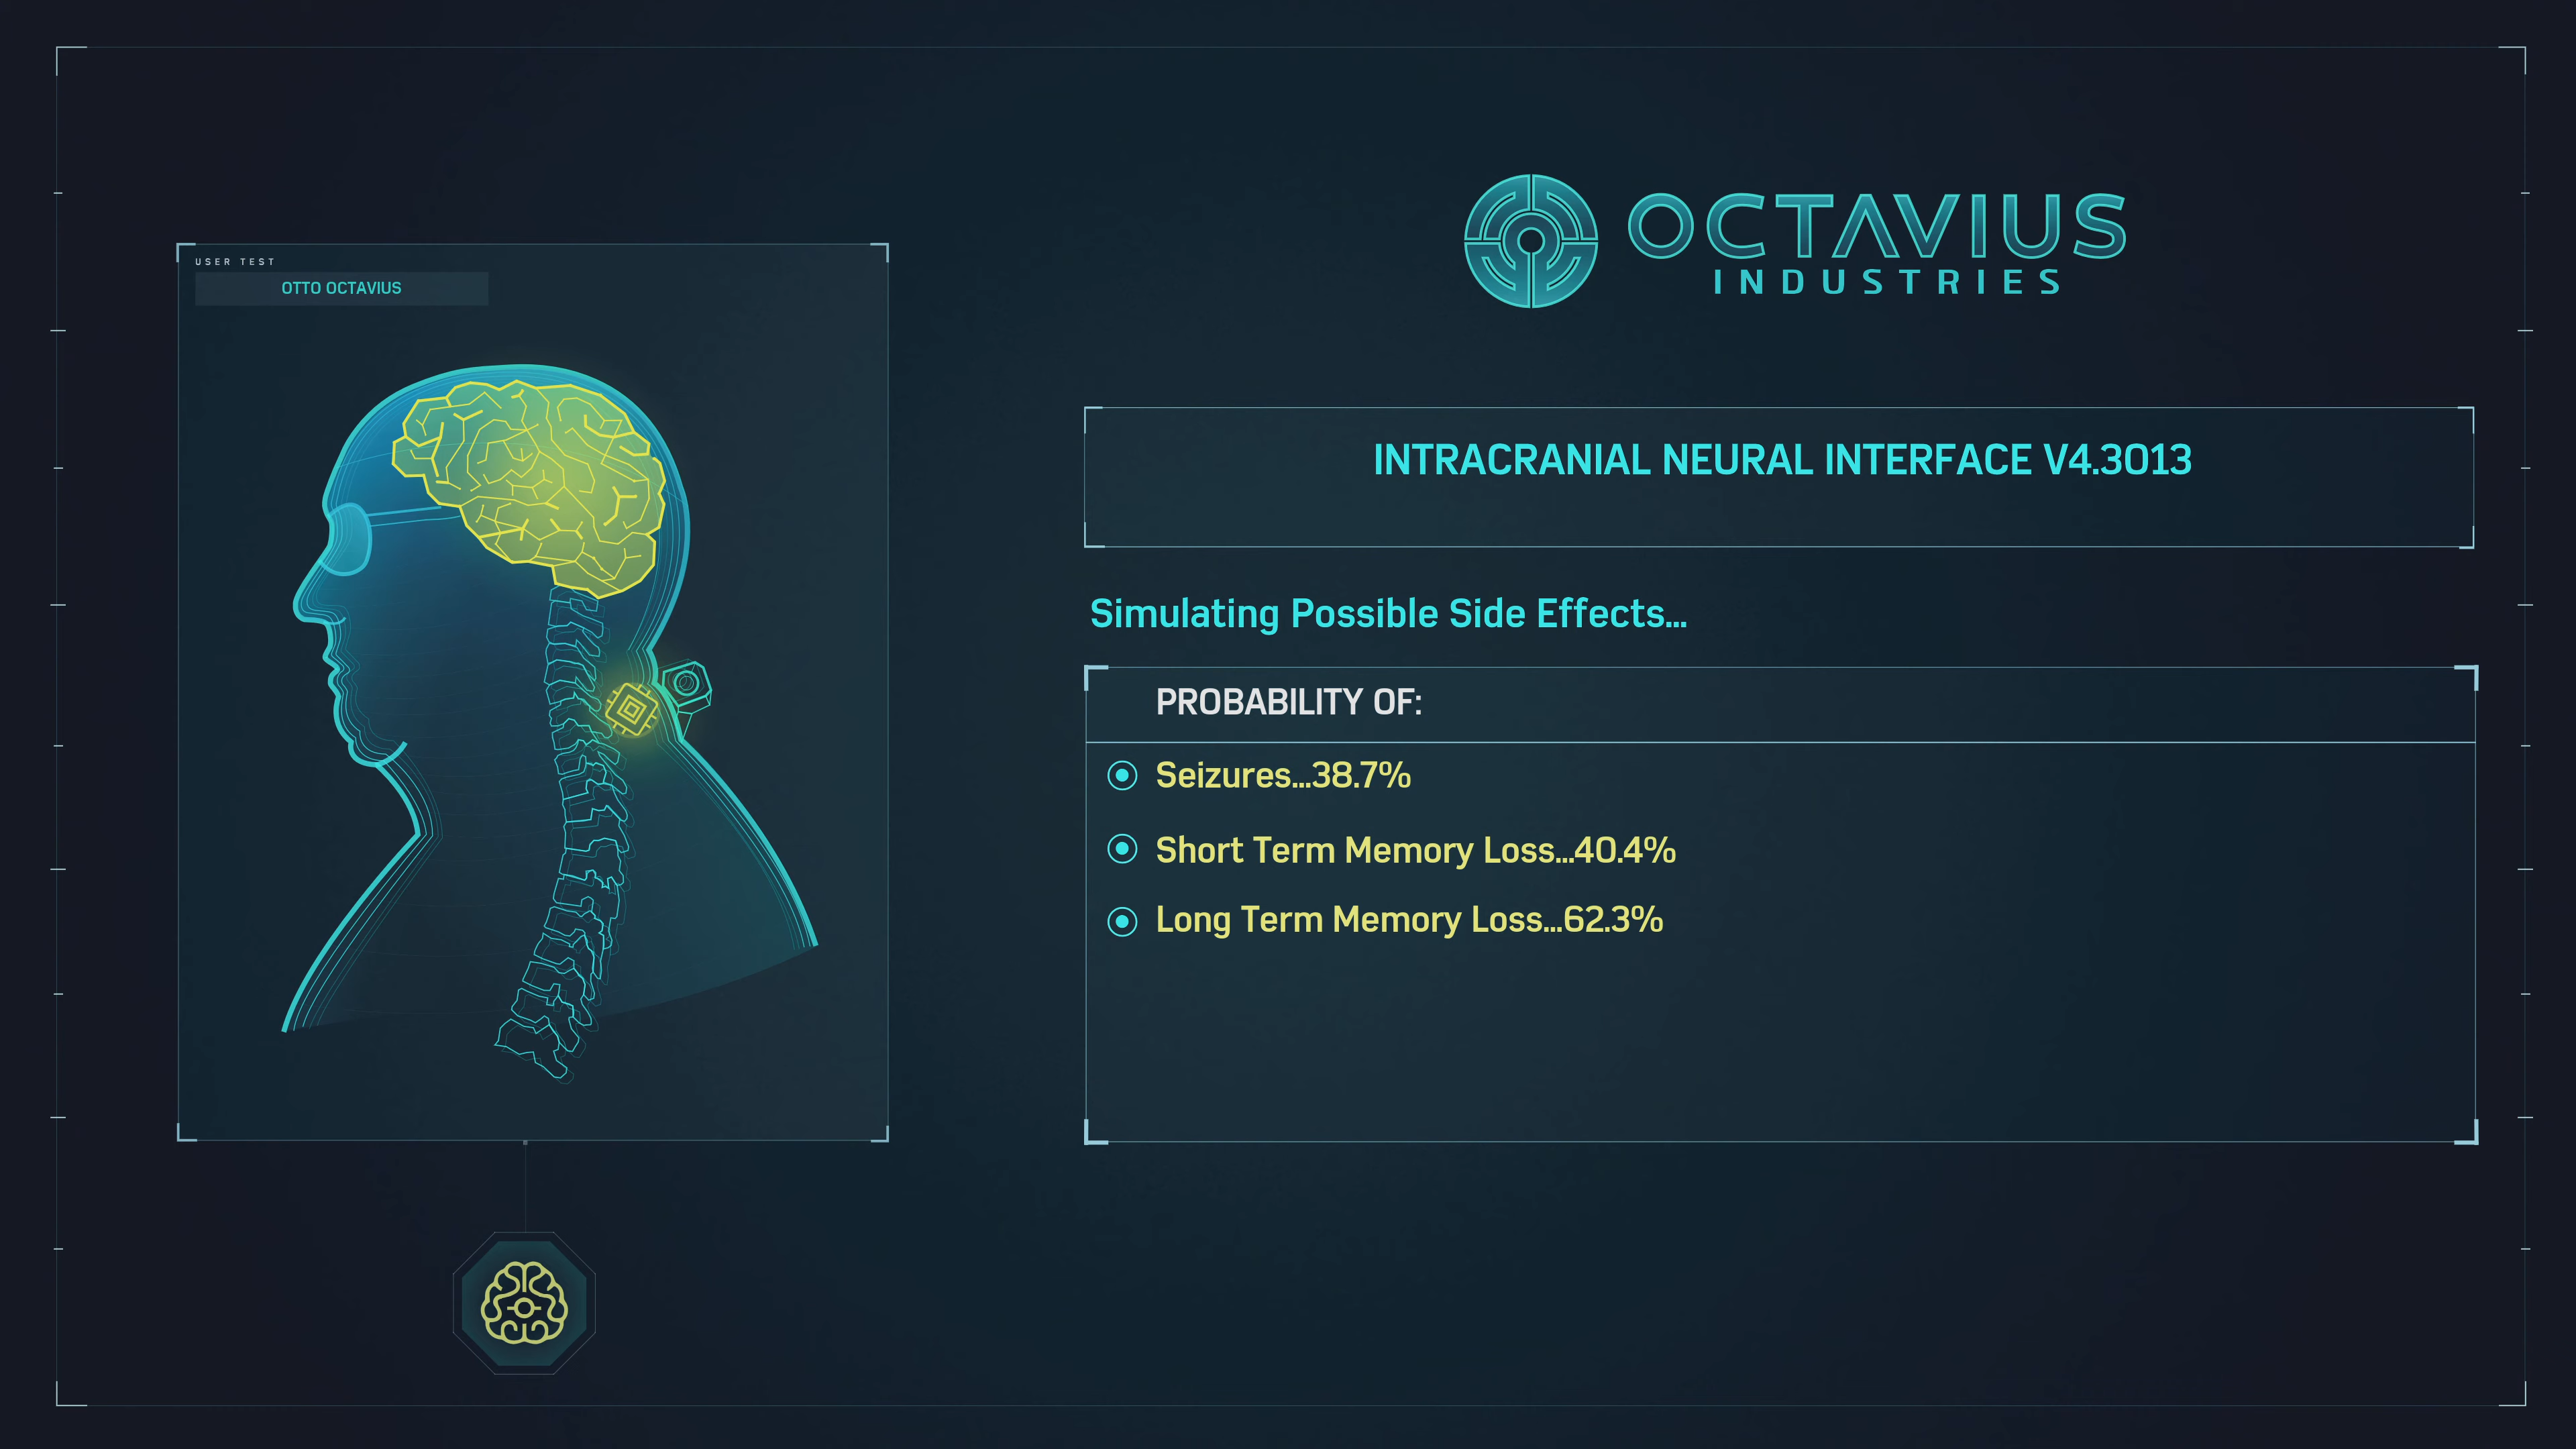 USER TEST
OTTO OCTAVIUS
OCTAVIUS
INDUSTRIES
INTRACRANIAL NEURAL INTERFACE V4.3013
Simulating Possible Side Effects...
PROBABILITY OF:
Seizures...38.7%
Short Term Memory Loss...40.4%
Long Term Memory Loss...62.3%